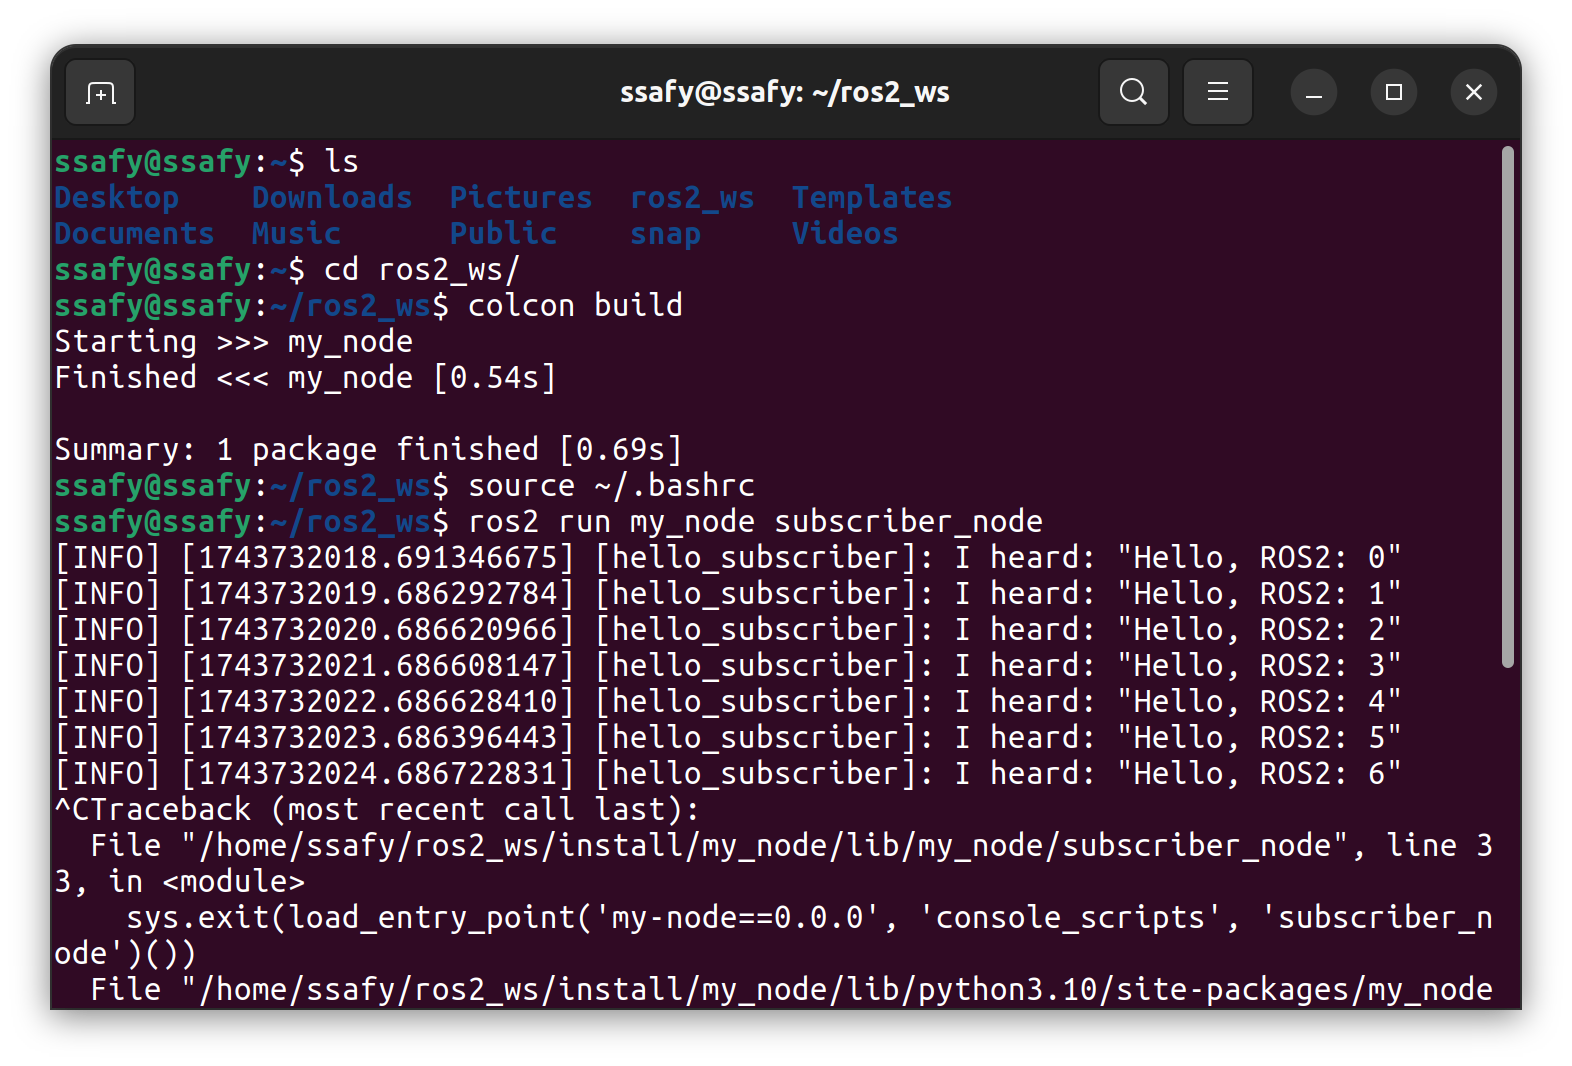 ssafy@ssafy: ~/ros2_ws
ssafy@ssafy:~$ ls
Desktop    Downloads  Pictures  ros2_ws  Templates
Documents  Music      Public    snap     Videos
ssafy@ssafy:~$ cd ros2_ws/
ssafy@ssafy:~/ros2_ws$ colcon build
Starting >>> my_node
Finished <<< my_node [0.54s]

Summary: 1 package finished [0.69s]
ssafy@ssafy:~/ros2_ws$ source ~/.bashrc
ssafy@ssafy:~/ros2_ws$ ros2 run my_node subscriber_node
[INFO] [1743732018.691346675] [hello_subscriber]: I heard: "Hello, ROS2: 0"
[INFO] [1743732019.686292784] [hello_subscriber]: I heard: "Hello, ROS2: 1"
[INFO] [1743732020.686620966] [hello_subscriber]: I heard: "Hello, ROS2: 2"
[INFO] [1743732021.686608147] [hello_subscriber]: I heard: "Hello, ROS2: 3"
[INFO] [1743732022.686628410] [hello_subscriber]: I heard: "Hello, ROS2: 4"
[INFO] [1743732023.686396443] [hello_subscriber]: I heard: "Hello, ROS2: 5"
[INFO] [1743732024.686722831] [hello_subscriber]: I heard: "Hello, ROS2: 6"
^CTraceback (most recent call last):
  File "/home/ssafy/ros2_ws/install/my_node/lib/my_node/subscriber_node", line 3
3, in <module>
    sys.exit(load_entry_point('my-node==0.0.0', 'console_scripts', 'subscriber_n
ode')())
  File "/home/ssafy/ros2_ws/install/my_node/lib/python3.10/site-packages/my_node